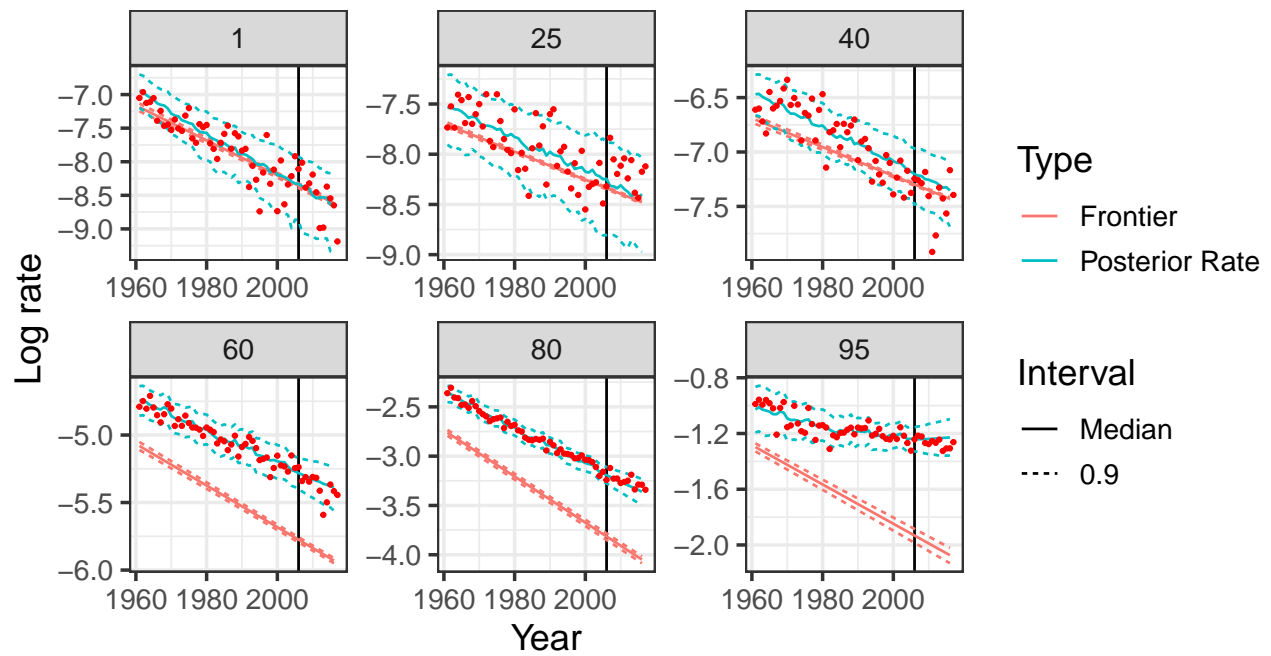 1
25
40
−7.0
−7.5
−8.0
−8.5
−9.0
−7.5
−8.0
−8.5
−9.0
−6.5
−7.0
−7.5
1960 1980 2000
1960 1980 2000
1960 1980 2000
60
80
95
−5.0
−5.5
−6.0
−2.5
−3.0
−3.5
−4.0
−0.8
−1.2
−1.6
−2.0
1960 1980 2000
1960 1980 2000
1960 1980 2000
Log rate
Year
Type
Frontier
Posterior Rate
Interval
Median
0.9